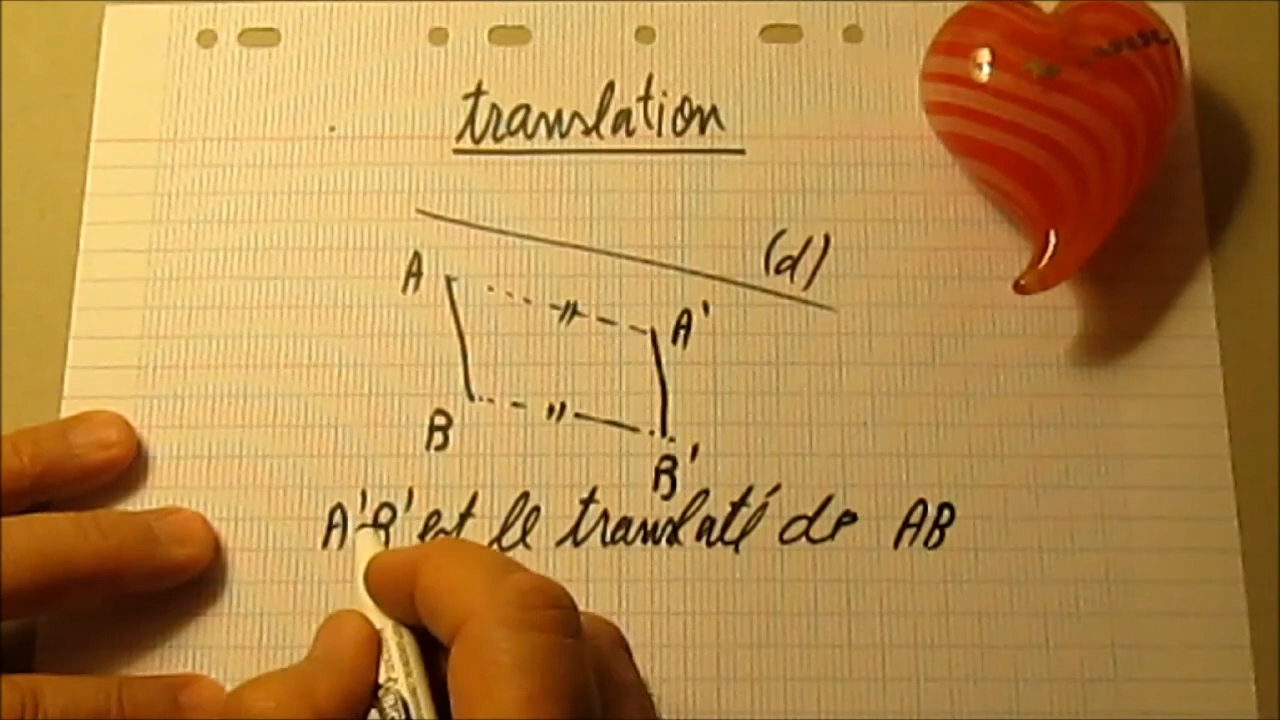 translation
(d)
A
A'
B
B'
A'B' est le translaté de AB